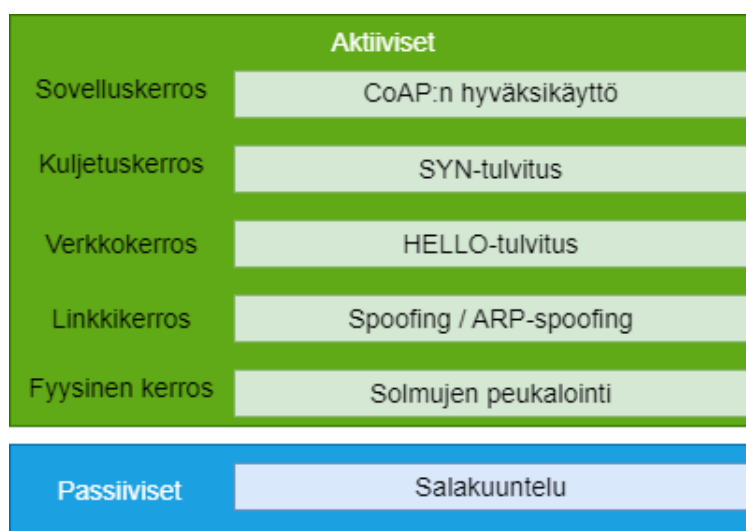 Aktiiviset
Sovelluskerros CoAP:n hyväksikäyttö
Kuljetuskerros SYN-tulvitus
Verkkokerros HELLO-tulvitus
Linkkikerros Spoofing / ARP-spoofing
Fyysinen kerros Solmujen peukalointi
Passiiviset Salakuuntelu